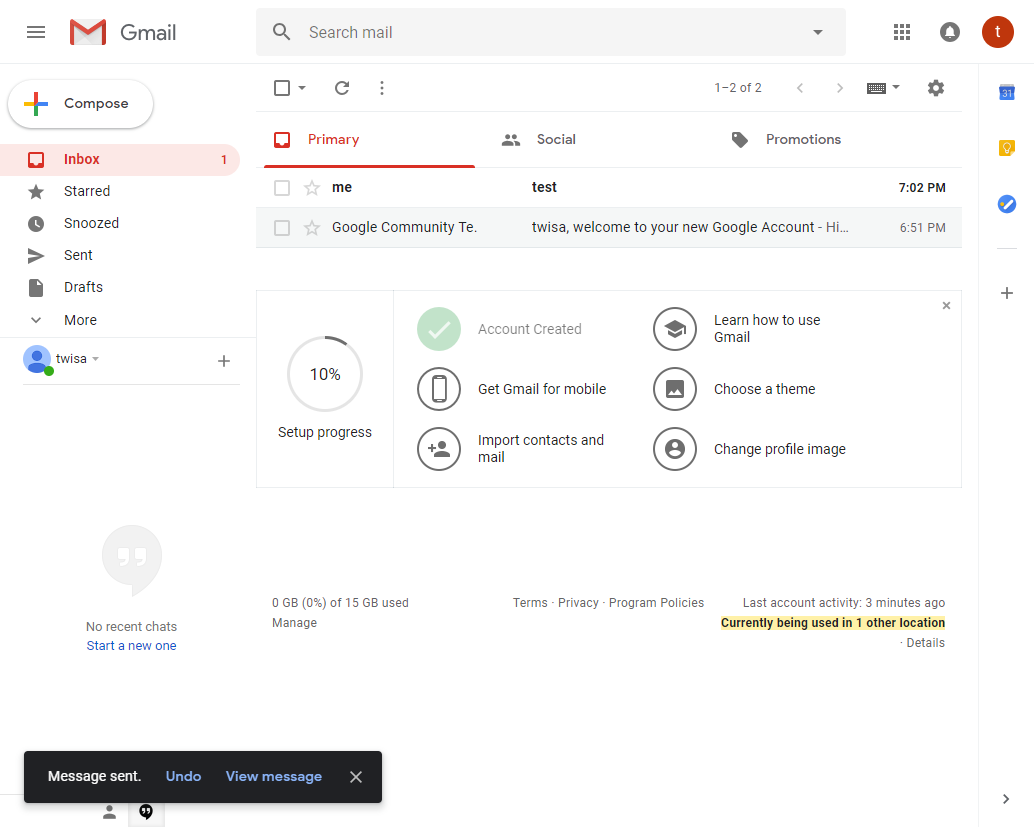 Gmail
Search mail
t
Compose
1–2 of 2
31
Primary
Social
Promotions
Inbox 1
Starred
Snoozed
Sent
Drafts
More
me test 7:02 PM
Google Community Te. twisa, welcome to your new Google Account - Hi… 6:51 PM
twisa
10%
Setup progress
Account Created
Learn how to use
Gmail
Get Gmail for mobile
Choose a theme
Import contacts and
mail
Change profile image
No recent chats
Start a new one
0 GB (0%) of 15 GB used
Manage
Terms · Privacy · Program Policies
Last account activity: 3 minutes ago
Currently being used in 1 other location
· Details
Message sent. Undo View message